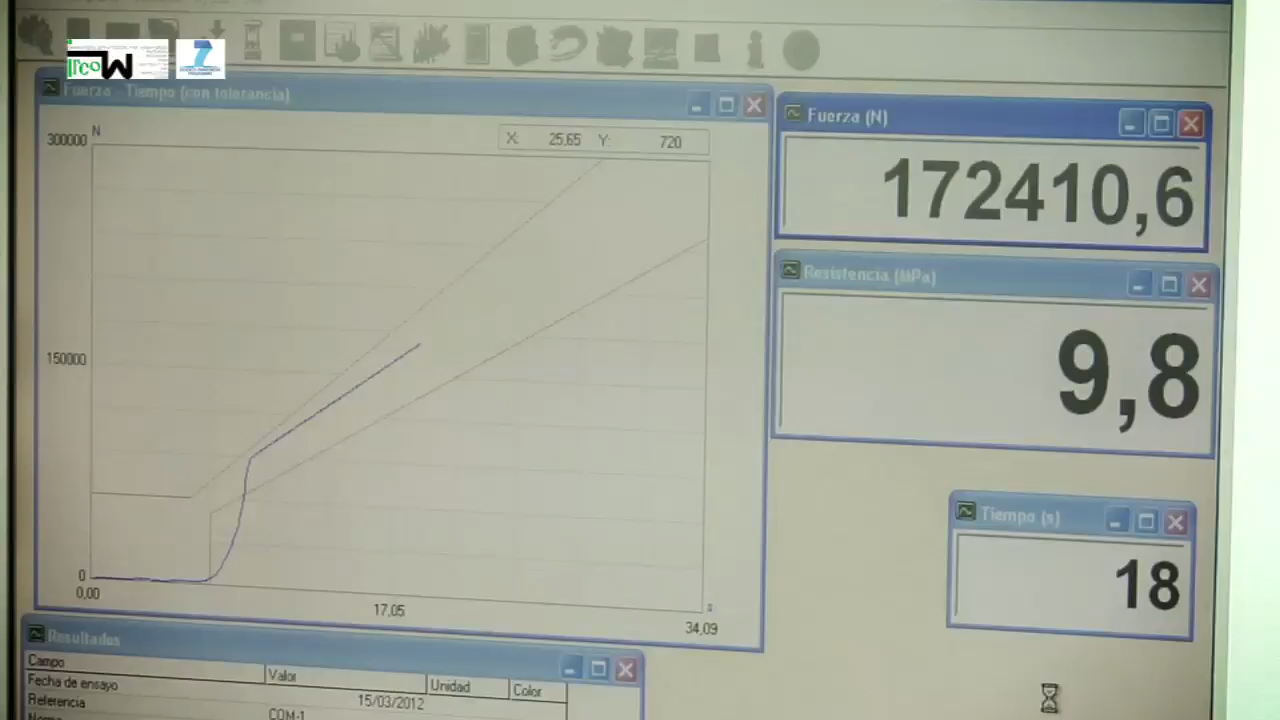 IrcoW
7
Fuerza - Tiempo (con tolerancia)
300000 N
X: 25,65 Y: 720
150000
0
0,00
17,05
34,09
s
Fuerza (N)
172410,6
Resistencia (MPa)
9,8
Tiempo (s)
18
Resultados
Campo Valor Unidad Color
Fecha de ensayo 15/03/2012
Referencia COM-1